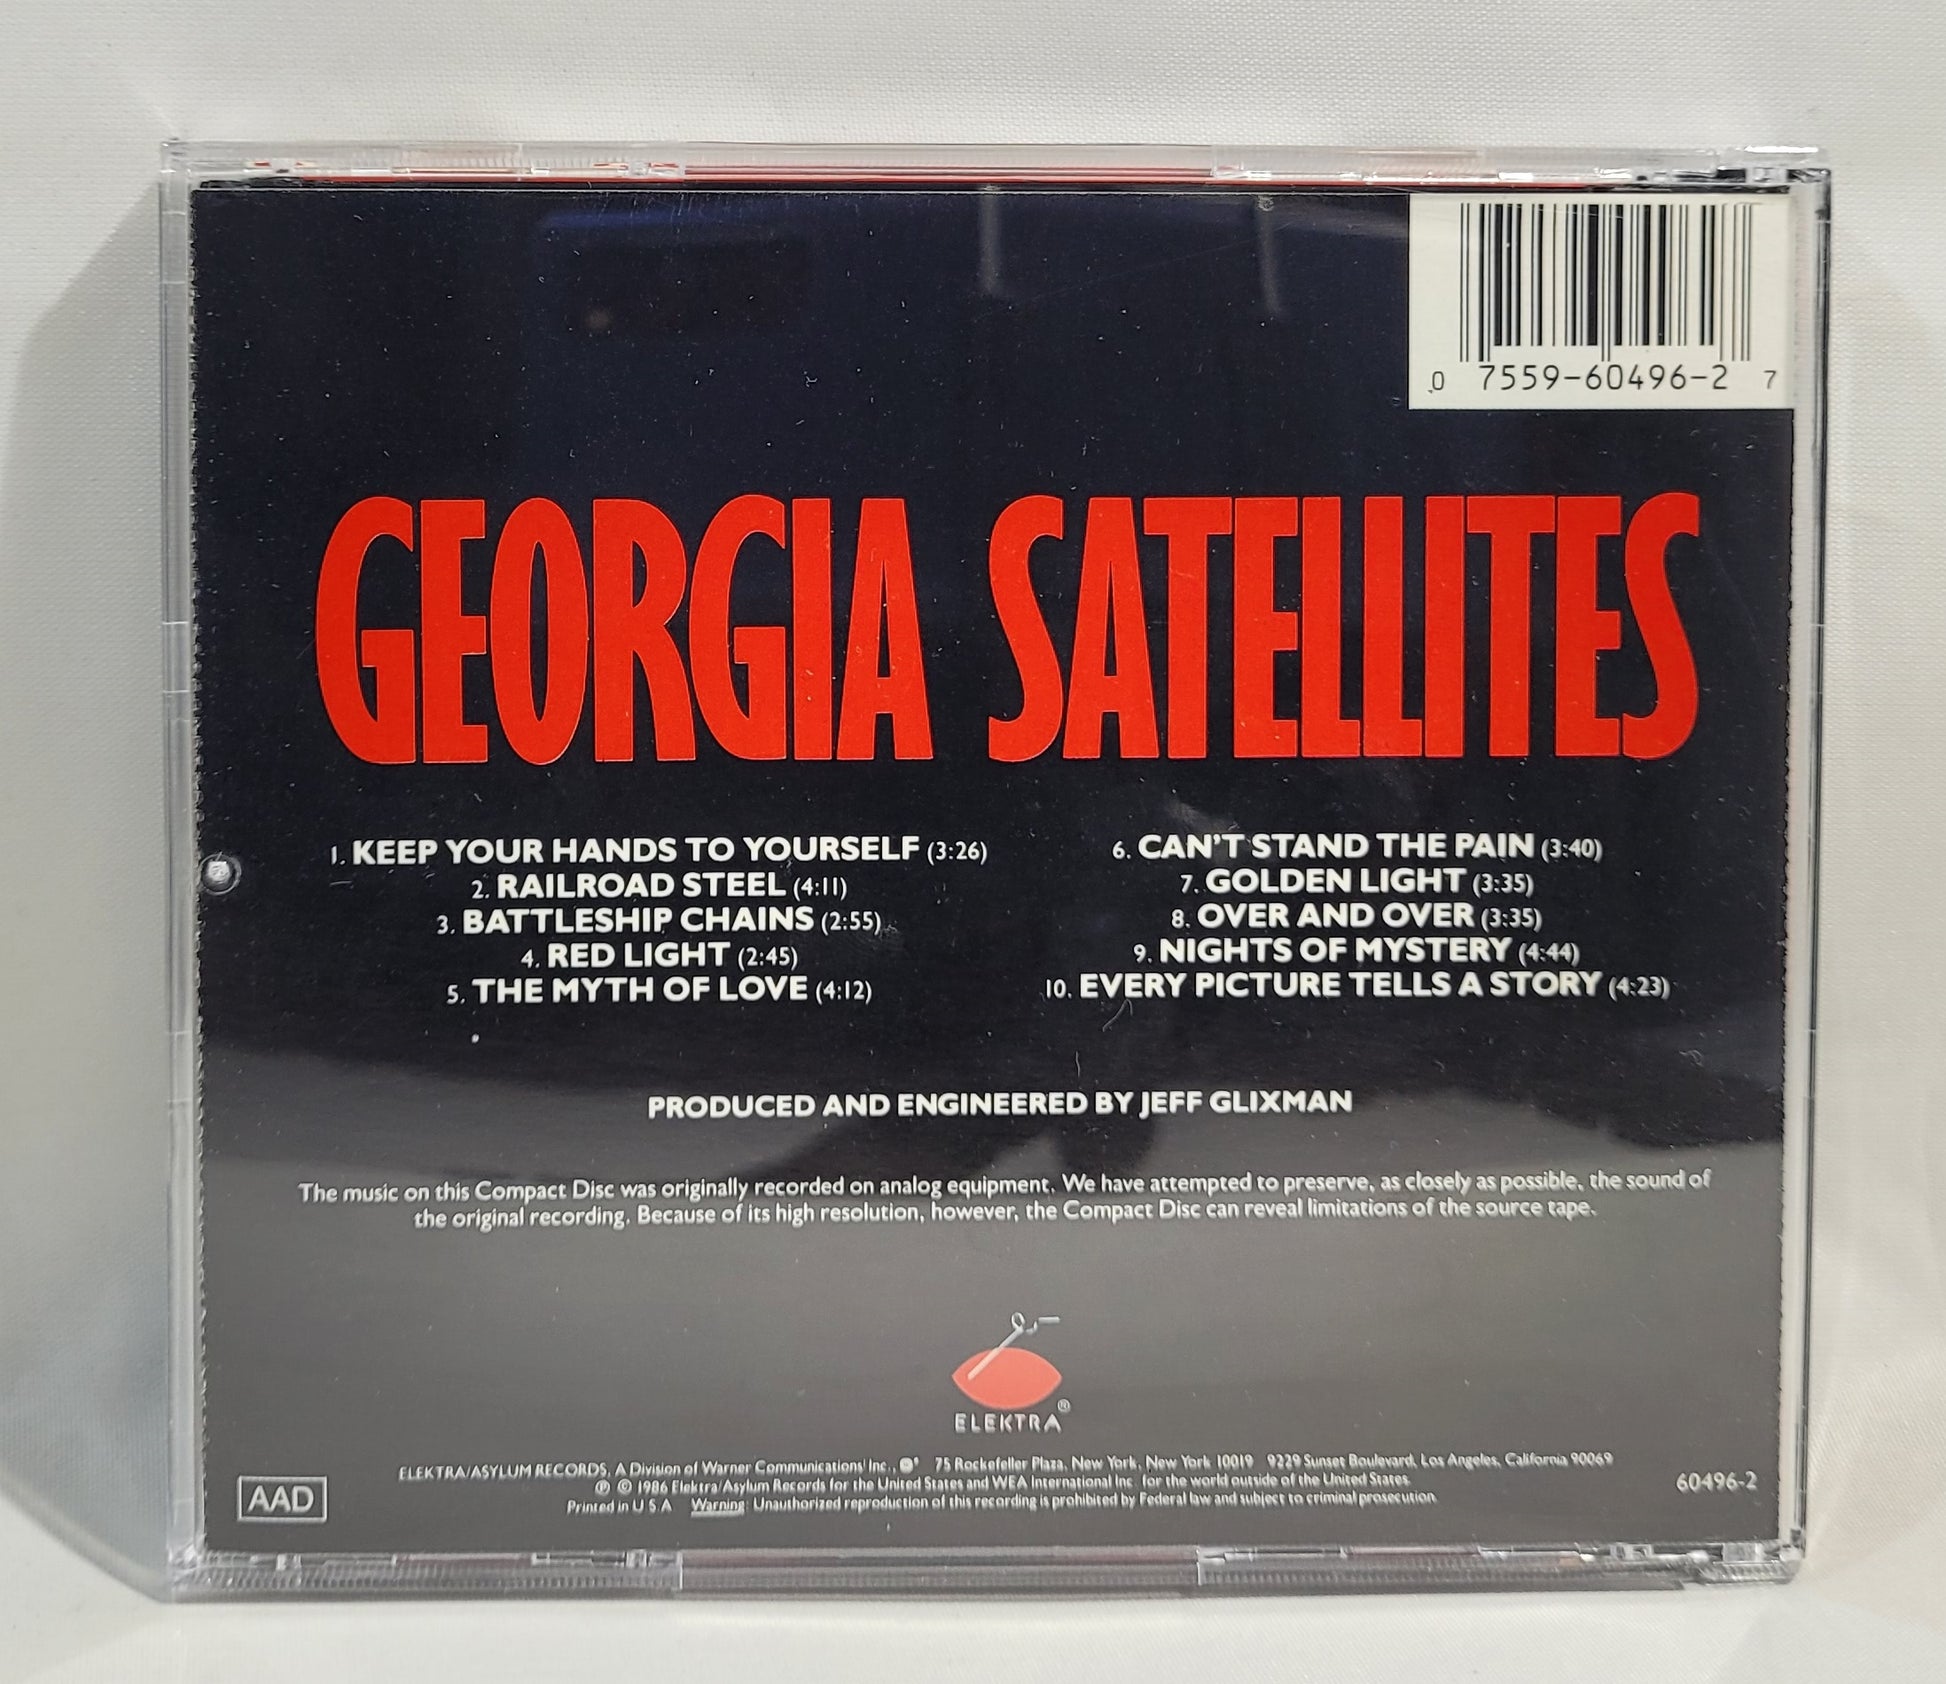 0 7559-60496-2 7
GEORGIA SATELLITES
1. KEEP YOUR HANDS TO YOURSELF (3:26)
2. RAILROAD STEEL (4:11)
3. BATTLESHIP CHAINS (2:55)
4. RED LIGHT (2:45)
5. THE MYTH OF LOVE (4:12)
6. CAN'T STAND THE PAIN (3:40)
7. GOLDEN LIGHT (3:35)
8. OVER AND OVER (3:35)
9. NIGHTS OF MYSTERY (4:44)
10. EVERY PICTURE TELLS A STORY (4:23)
PRODUCED AND ENGINEERED BY JEFF GLIXMAN
The music on this Compact Disc was originally recorded on analog equipment. We have attempted to preserve, as closely as possible, the sound of
the original recording. Because of its high resolution, however, the Compact Disc can reveal limitations of the source tape.
ELEKTRA®
ELEKTRA/ASYLUM RECORDS, A Division of Warner Communications Inc., 75 Rockefeller Plaza, New York, New York 10019 9229 Sunset Boulevard, Los Angeles, California 90069
℗ © 1986 Elektra/Asylum Records for the United States and WEA International Inc. for the world outside of the United States.
Printed in U.S.A. Warning: Unauthorized reproduction of this recording is prohibited by Federal law and subject to criminal prosecution.
AAD
60496-2